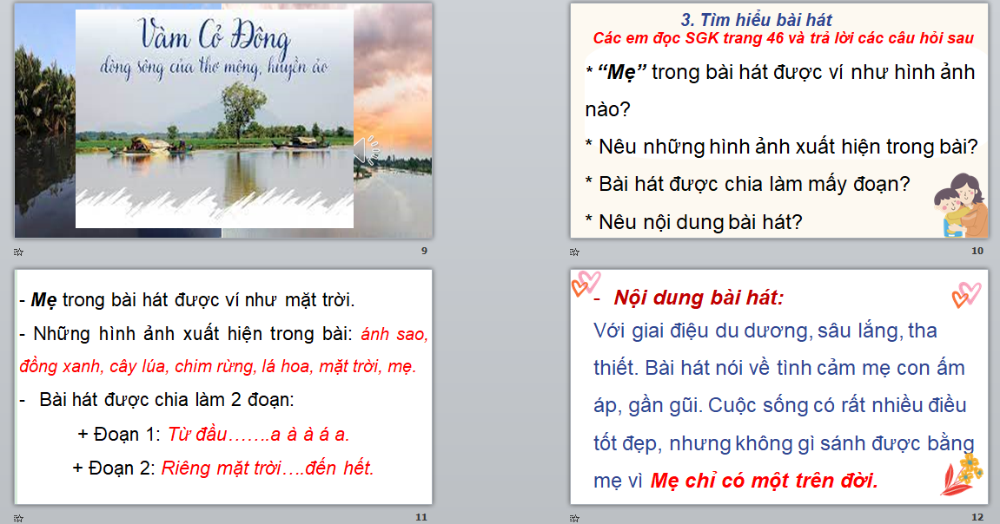 Vàm Cỏ Đông
dòng sông của thơ mộng, huyền ảo
9
3. Tìm hiểu bài hát
Các em đọc SGK trang 46 và trả lời các câu hỏi sau
* “Mẹ” trong bài hát được ví như hình ảnh
nào?
* Nêu những hình ảnh xuất hiện trong bài?
* Bài hát được chia làm mấy đoạn?
* Nêu nội dung bài hát?
10
- Mẹ trong bài hát được ví như mặt trời.
- Những hình ảnh xuất hiện trong bài: ánh sao,
đồng xanh, cây lúa, chim rừng, lá hoa, mặt trời, mẹ.
- Bài hát được chia làm 2 đoạn:
+ Đoạn 1: Từ đầu…….a à à á a.
+ Đoạn 2: Riêng mặt trời….đến hết.
11
- Nội dung bài hát:
Với giai điệu du dương, sâu lắng, tha
thiết. Bài hát nói về tình cảm mẹ con ấm
áp, gần gũi. Cuộc sống có rất nhiều điều
tốt đẹp, nhưng không gì sánh được bằng
mẹ vì Mẹ chỉ có một trên đời.
12